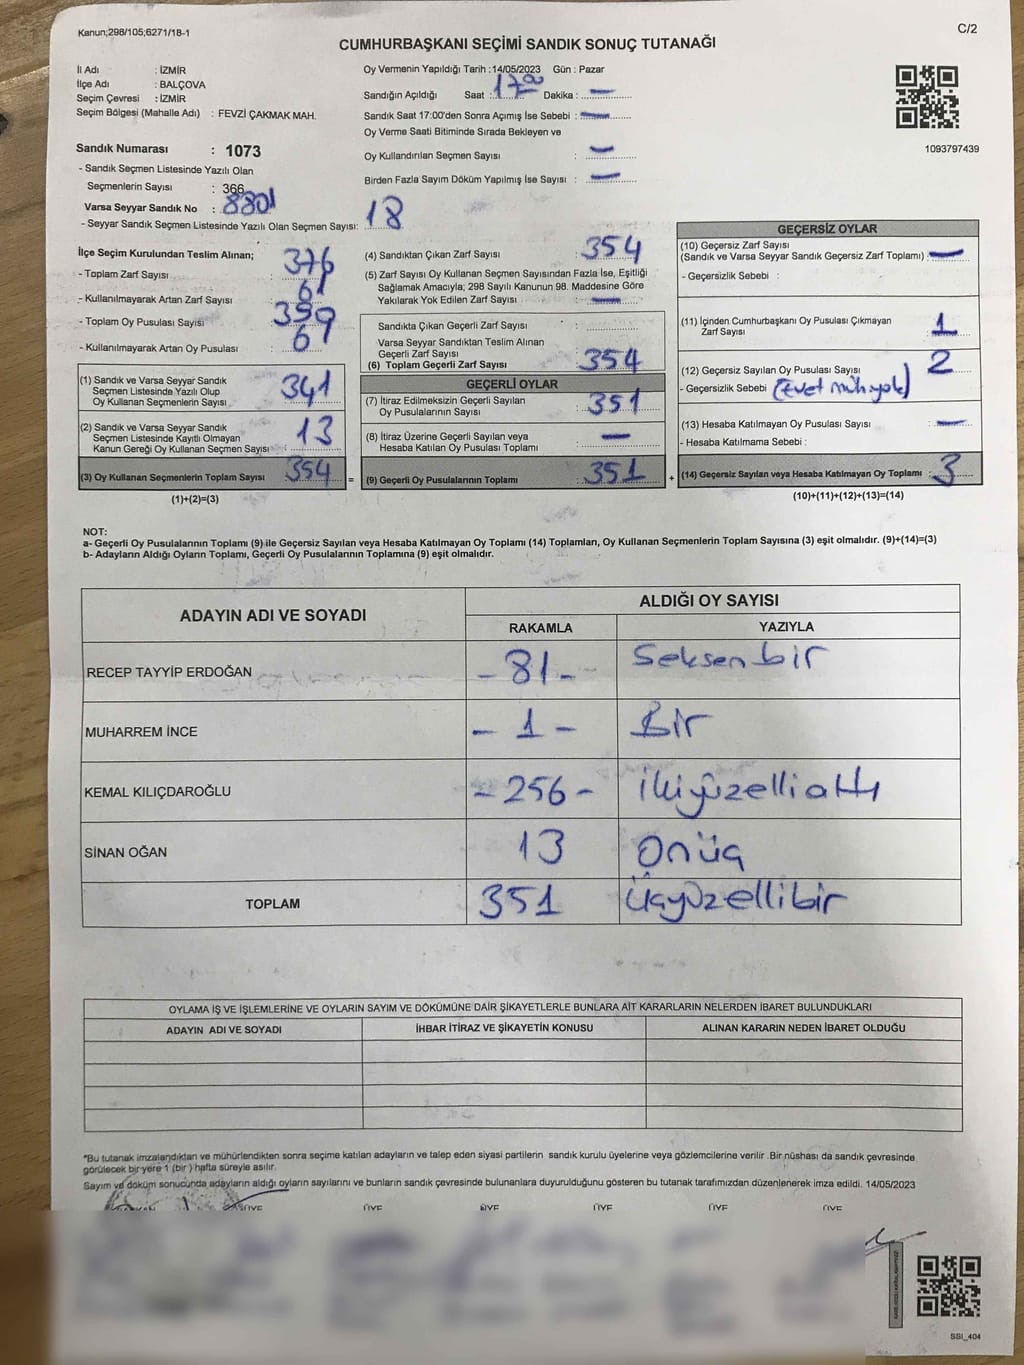 Kanun;298/105;6271/18-1
C/2
CUMHURBAŞKANI SEÇİMİ SANDIK SONUÇ TUTANAĞI
İl Adı : İZMİR
İlçe Adı : BALÇOVA
Seçim Çevresi : İZMİR
Seçim Bölgesi (Mahalle Adı) : FEVZİ ÇAKMAK MAH.
Sandık Numarası : 1073
- Sandık Seçmen Listesinde Yazılı Olan
Seçmenlerin Sayısı : 366
Varsa Seyyar Sandık No : 8801
- Seyyar Sandık Seçmen Listesinde Yazılı Olan Seçmen Sayısı: 18
Oy Vermenin Yapıldığı Tarih :14/05/2023 Gün : Pazar
Sandığın Açıldığı Saat : 17:00 Dakika : —
Sandık Saat 17:00'den Sonra Açımış İse Sebebi : —
Oy Verme Saati Bitiminde Sırada Bekleyen ve
Oy Kullandırılan Seçmen Sayısı : —
Birden Fazla Sayım Döküm Yapılmış İse Sayısı : —
1093797439
İlçe Seçim Kurulundan Teslim Alınan;
- Toplam Zarf Sayısı : 376
- Kullanılmayarak Artan Zarf Sayısı : 61
- Toplam Oy Pusulası Sayısı : 399
- Kullanılmayarak Artan Oy Pusulası : 67
(1) Sandık ve Varsa Seyyar Sandık
Seçmen Listesinde Yazılı Olup
Oy Kullanan Seçmenlerin Sayısı : 341
(2) Sandık ve Varsa Seyyar Sandık
Seçmen Listesinde Kayıtlı Olmayan
Kanun Gereği Oy Kullanan Seçmen Sayısı : 13
(3) Oy Kullanan Seçmenlerin Toplam Sayısı : 354
(1)+(2)=(3)
(4) Sandıktan Çıkan Zarf Sayısı : 354
(5) Zarf Sayısı Oy Kullanan Seçmen Sayısından Fazla İse, Eşitliği
Sağlamak Amacıyla; 298 Sayılı Kanunun 98. Maddesine Göre
Yakılarak Yok Edilen Zarf Sayısı : —
Sandıkta Çıkan Geçerli Zarf Sayısı :
Varsa Seyyar Sandıktan Teslim Alınan
Geçerli Zarf Sayısı :
(6) Toplam Geçerli Zarf Sayısı : 354
GEÇERLİ OYLAR
(7) İtiraz Edilmeksizin Geçerli Sayılan
Oy Pusulalarının Sayısı : 351
(8) İtiraz Üzerine Geçerli Sayılan veya
Hesaba Katılan Oy Pusulası Toplamı : —
= (9) Geçerli Oy Pusulalarının Toplamı : 351 +
GEÇERSİZ OYLAR
(10) Geçersiz Zarf Sayısı
(Sandık ve Varsa Seyyar Sandık Geçersiz Zarf Toplamı) : —
- Geçersizlik Sebebi :
(11) İçinden Cumhurbaşkanı Oy Pusulası Çıkmayan
Zarf Sayısı : 1
(12) Geçersiz Sayılan Oy Pusulası Sayısı : 2
- Geçersizlik Sebebi : (Evet mühr yok)
(13) Hesaba Katılmayan Oy Pusulası Sayısı : —
- Hesaba Katılmama Sebebi :
(14) Geçersiz Sayılan veya Hesaba Katılmayan Oy Toplamı : 3
(10)+(11)+(12)+(13)=(14)
NOT:
a- Geçerli Oy Pusulalarının Toplamı (9) ile Geçersiz Sayılan veya Hesaba Katılmayan Oy Toplamı (14) Toplamları, Oy Kullanan Seçmenlerin Toplam Sayısına (3) eşit olmalıdır. (9)+(14)=(3)
b- Adayların Aldığı Oyların Toplamı, Geçerli Oy Pusulalarının Toplamına (9) eşit olmalıdır.
ADAYIN ADI VE SOYADI
ALDIĞI OY SAYISI
RAKAMLA YAZIYLA
RECEP TAYYİP ERDOĞAN - 81 - Seksen bir
MUHARREM İNCE - 1 - Bir
KEMAL KILIÇDAROĞLU - 256 - İkiyüzellialtı
SİNAN OĞAN 13 Onüç
TOPLAM 351 Üçyüzellibir
OYLAMA İŞ VE İŞLEMLERİNE VE OYLARIN SAYIM VE DÖKÜMÜNE DAİR ŞİKAYETLERLE BUNLARA AİT KARARLARIN NELERDEN İBARET BULUNDUKLARI
ADAYIN ADI VE SOYADI İHBAR İTİRAZ VE ŞİKAYETİN KONUSU ALINAN KARARIN NEDEN İBARET OLDUĞU
*Bu tutanak imzalandıktan ve mühürlendikten sonra seçime katılan adayların ve talep eden siyasi partilerin sandık kurulu üyelerine veya gözlemcilerine verilir .Bir nüshası da sandık çevresinde
görülecek bir yere 1 (bir ) hafta süreyle asılır.
Sayım ve döküm sonucunda adayların aldığı oyların sayılarını ve bunların sandık çevresinde bulunanlara duyurulduğunu gösteren bu tutanak tarafımızdan düzenlenerek imza edildi. 14/05/2023
ÜYE ÜYE ÜYE ÜYE ÜYE ÜYE
SSI_404